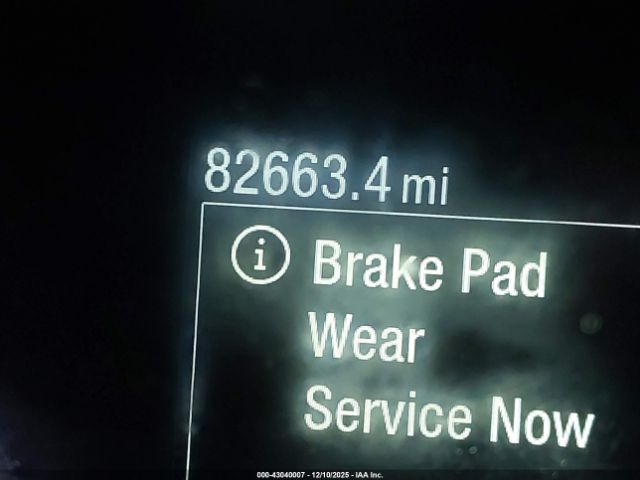 82663.4 mi
i
Brake Pad
Wear
Service Now
000-43040007 - 12/10/2025 - IAA Inc.